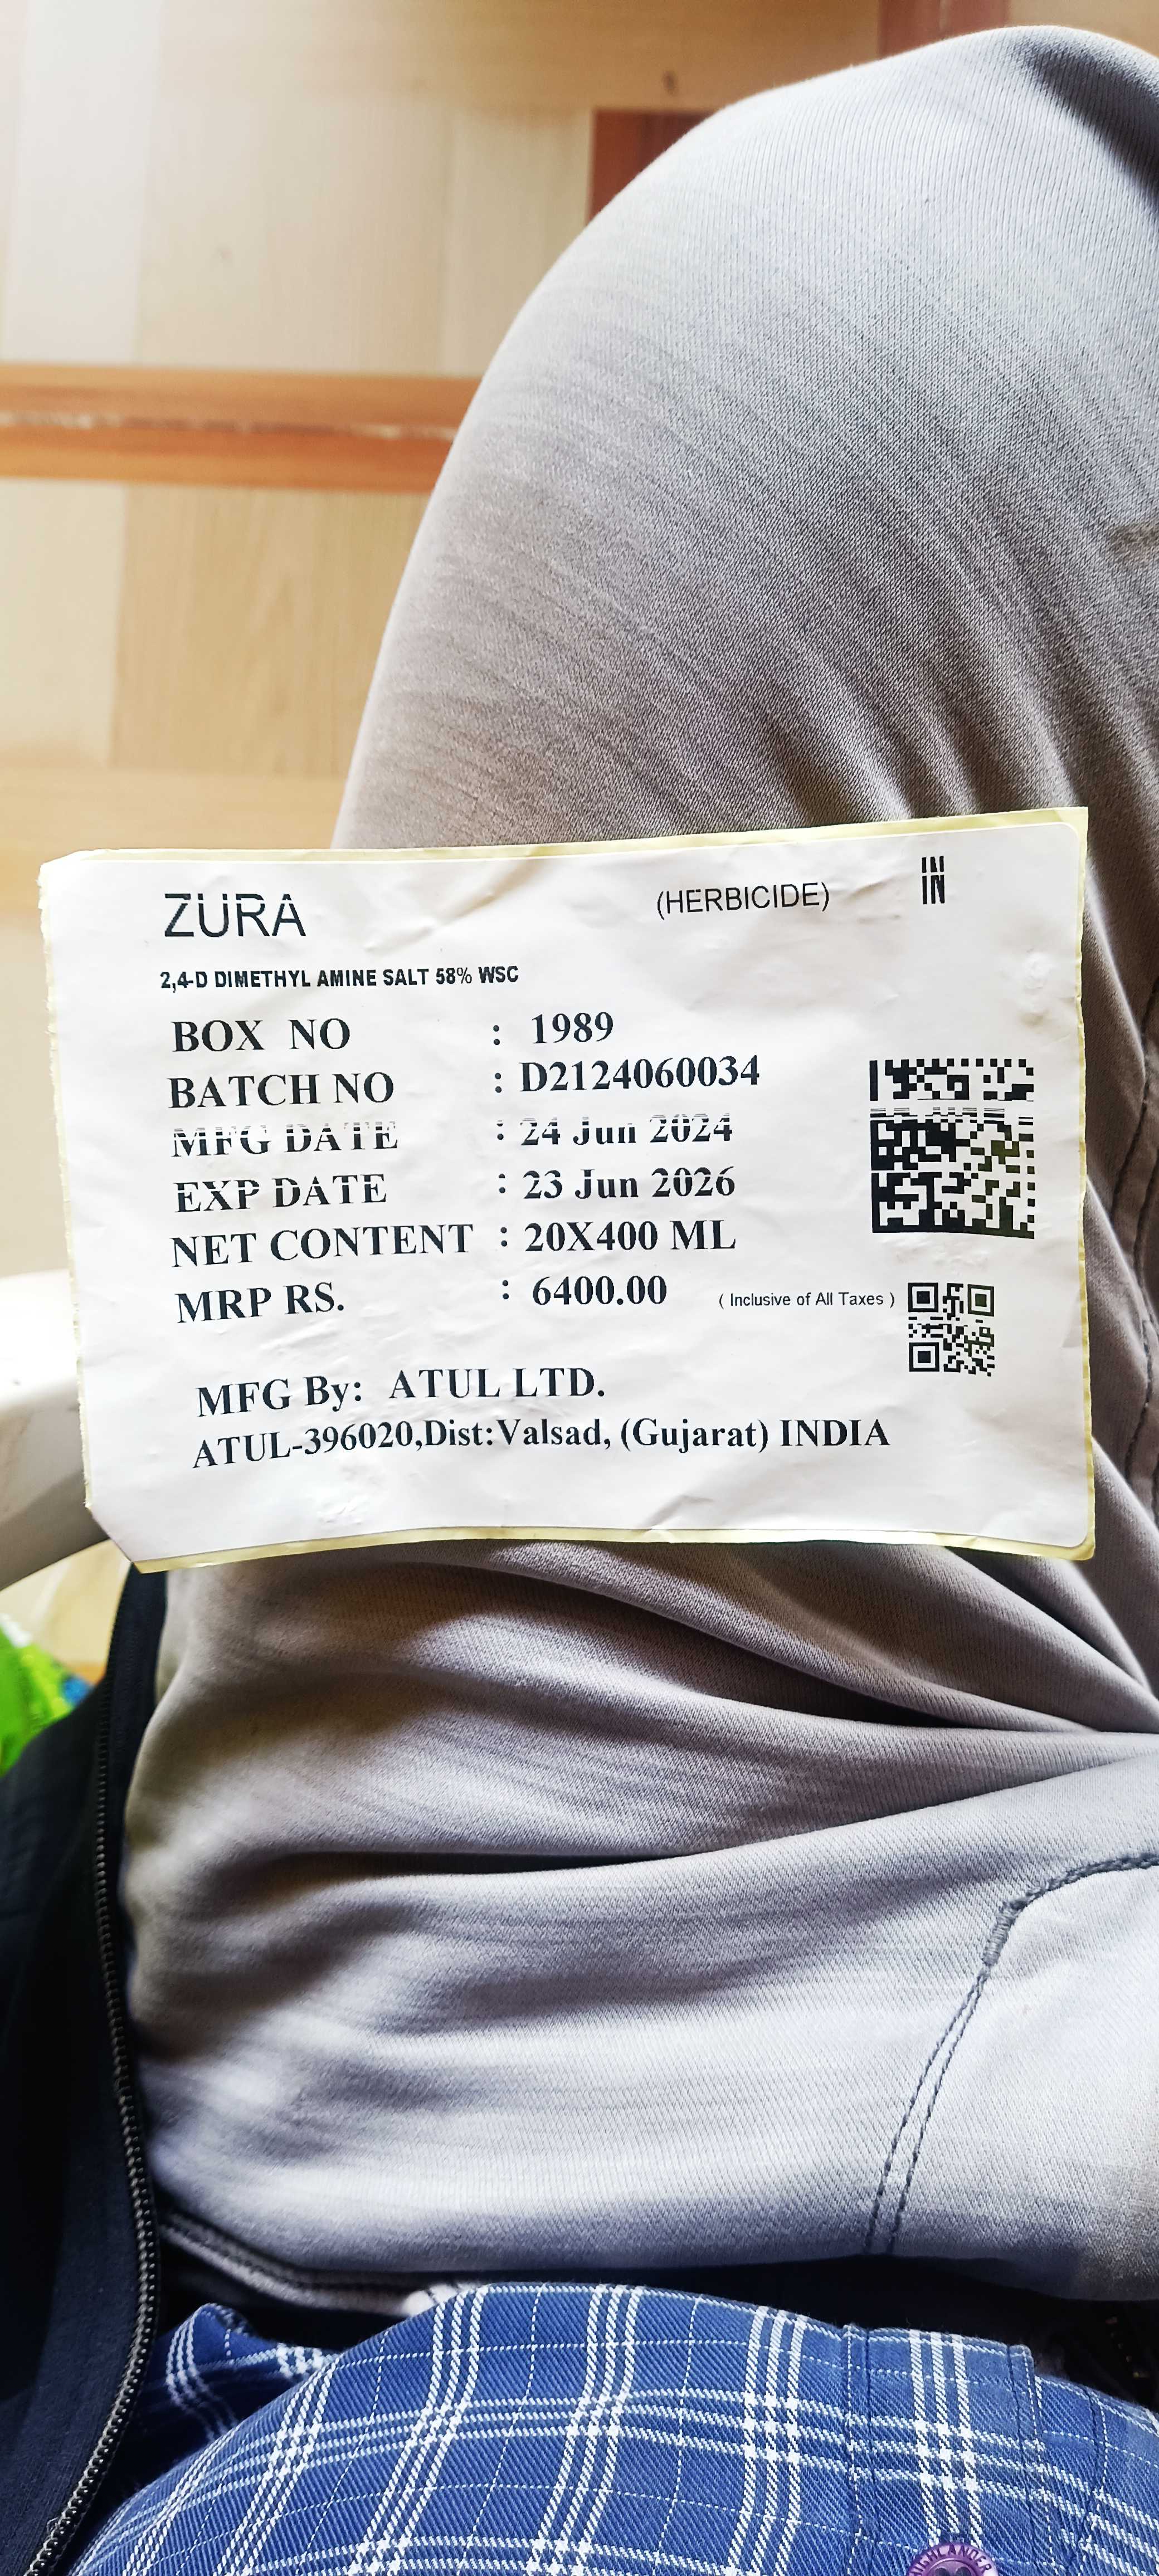 ZURA (HERBICIDE) IN
2,4-D DIMETHYL AMINE SALT 58% WSC
BOX NO : 1989
BATCH NO : D2124060034
MFG DATE : 24 Jun 2024
EXP DATE : 23 Jun 2026
NET CONTENT : 20X400 ML
MRP RS. : 6400.00 ( Inclusive of All Taxes )
MFG By: ATUL LTD.
ATUL-396020,Dist:Valsad, (Gujarat) INDIA